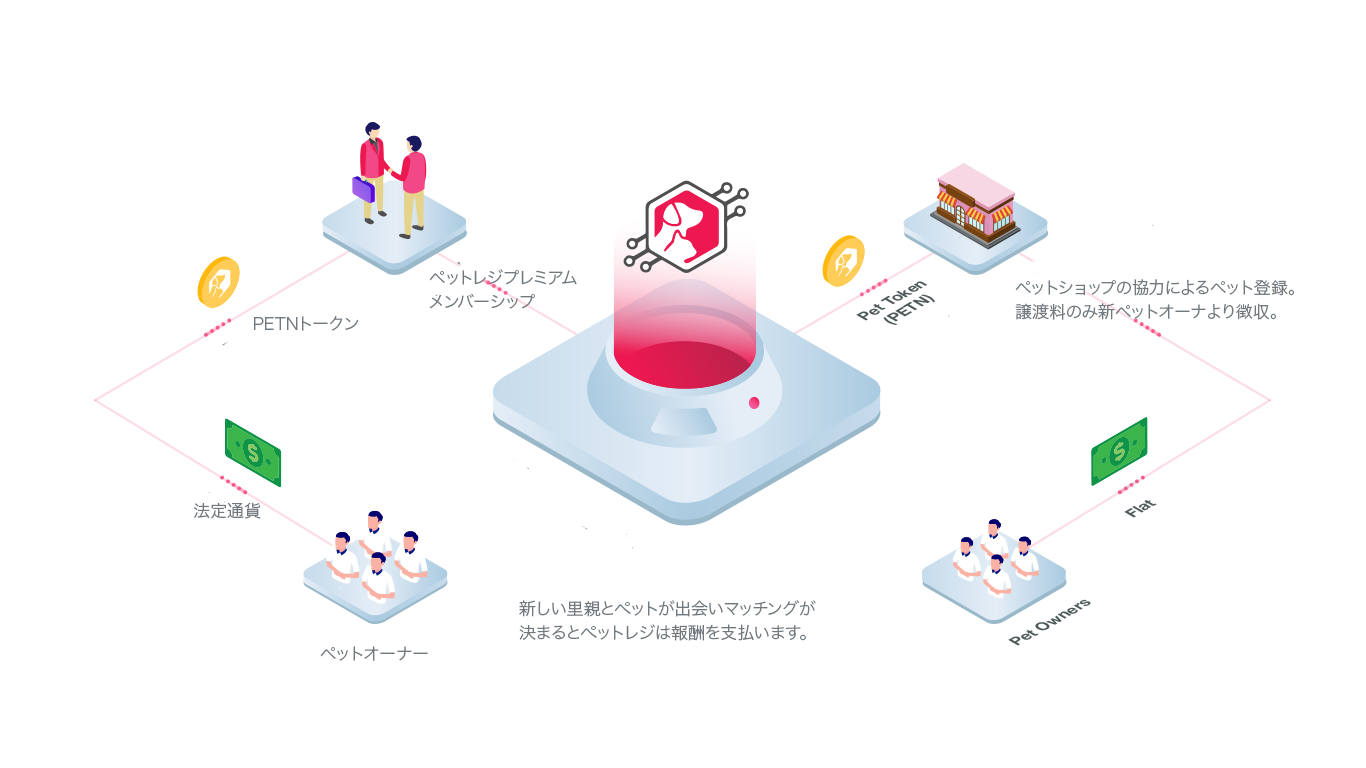 ペットレジプレミアム
メンバーシップ
PETNトークン
法定通貨
ペットオーナー
新しい里親とペットが出会いマッチングが
決まるとペットレジは報酬を支払います。
Pet Token
(PETN)
ペットショップの協力によるペット登録。
譲渡料のみ新ペットオーナより徴収。
Flat
Pet Owners